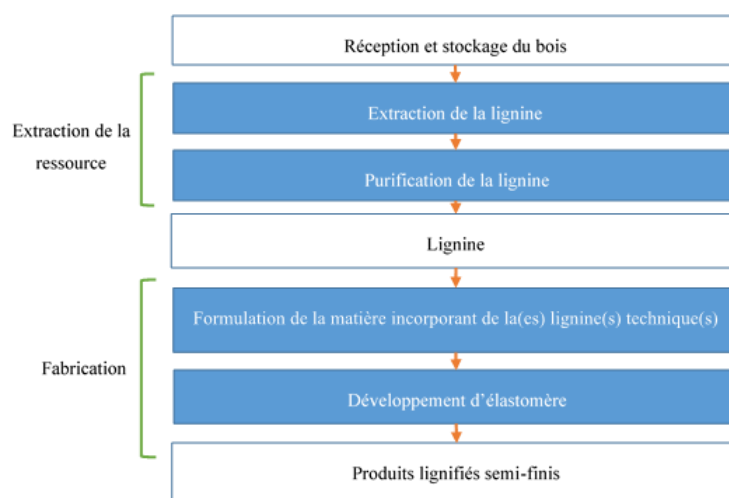 Réception et stockage du bois
Extraction de la
ressource
Extraction de la lignine
Purification de la lignine
Lignine
Fabrication
Formulation de la matière incorporant de la(es) lignine(s) technique(s)
Développement d'élastomère
Produits lignifiés semi-finis